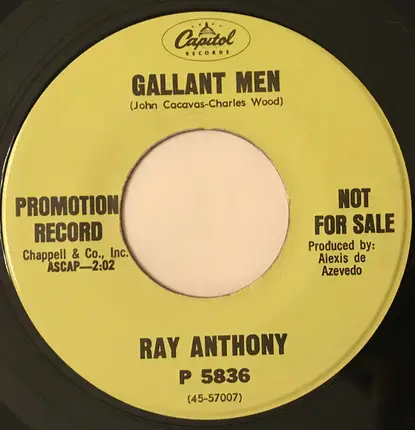 Capitol
RECORDS
GALLANT MEN
(John Cacavas-Charles Wood)
PROMOTION
RECORD
Chappell & Co., Inc.
ASCAP—2:02
NOT
FOR SALE
Produced by:
Alexis de
Azevedo
RAY ANTHONY
P 5836
(45-57007)